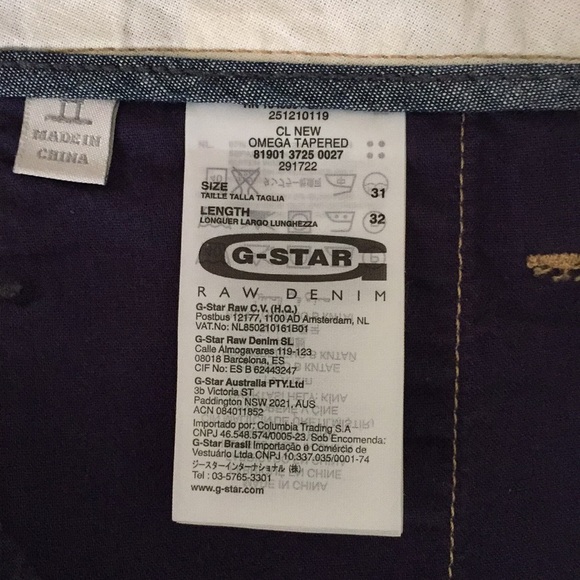 MADE IN
CHINA
251210119
CL NEW
OMEGA TAPERED
81901 3725 0027
291722
SIZE 31
TAILLE TALLA TAGLIA
LENGTH 32
LONGUER LARGO LUNGHEZZA
G-STAR
RAW DENIM
G-Star Raw C.V. (H.Q.)
Postbus 12177, 1100 AD Amsterdam, NL
VAT.No: NL850210161B01
G-Star Raw Denim SL
Calle Almogavares 119-123
08018 Barcelona, ES
CIF No: ES B 62443247
G-Star Australia PTY.Ltd
3b Victoria ST
Paddington NSW 2021, AUS
ACN 084011852
Importado por: Columbia Trading S.A
CNPJ 46.548.574/0005-23. Sob Encomenda:
G-Star Brasil Importação e Comércio de
Vestuário Ltda CNPJ 10.337.035/0001-74
ジースターインターナショナル(株)
Tel : 03-5765-3301
www.g-star.com